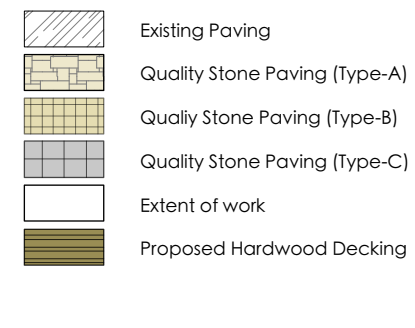 Existing Paving
Quality Stone Paving (Type-A)
Qualiy Stone Paving (Type-B)
Quality Stone Paving (Type-C)
Extent of work
Proposed Hardwood Decking